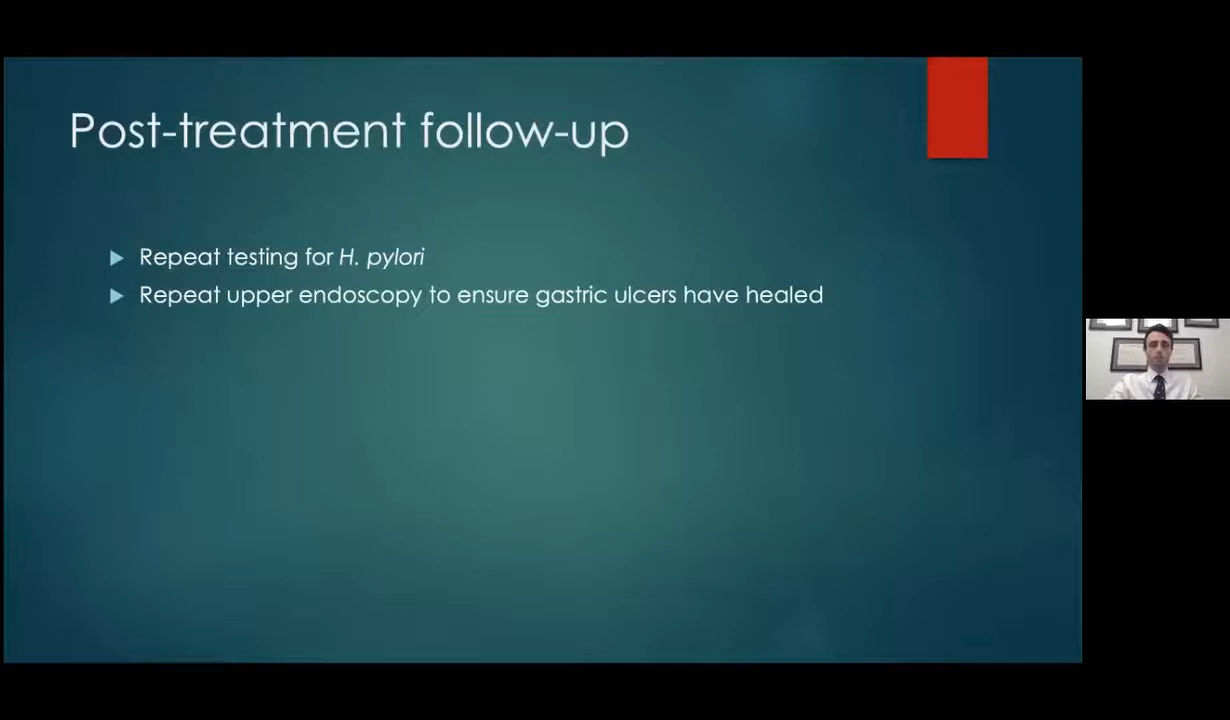 Post-treatment follow-up
Repeat testing for H. pylori
Repeat upper endoscopy to ensure gastric ulcers have healed